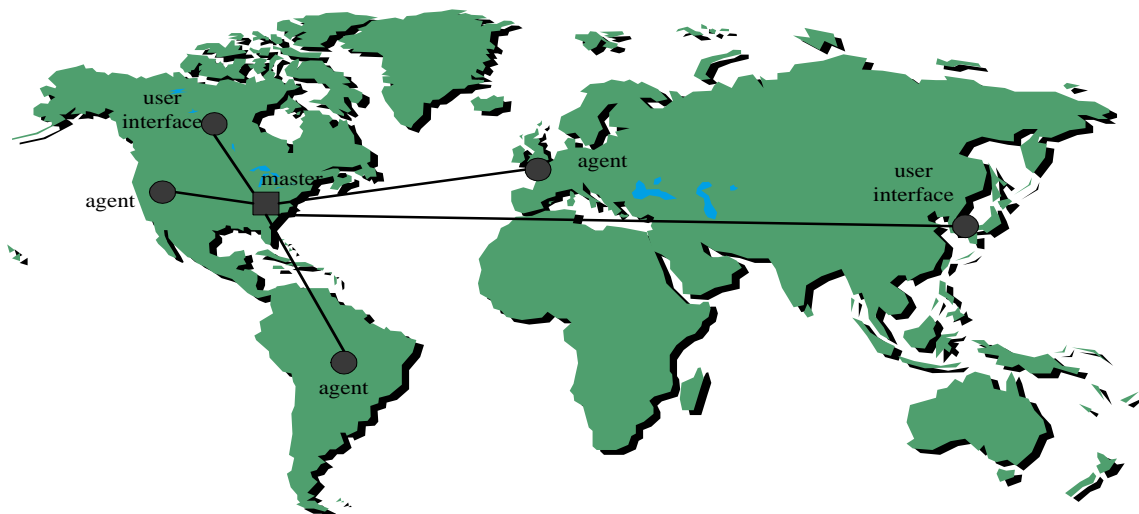 user
interface
master
agent
agent
user
interface
agent